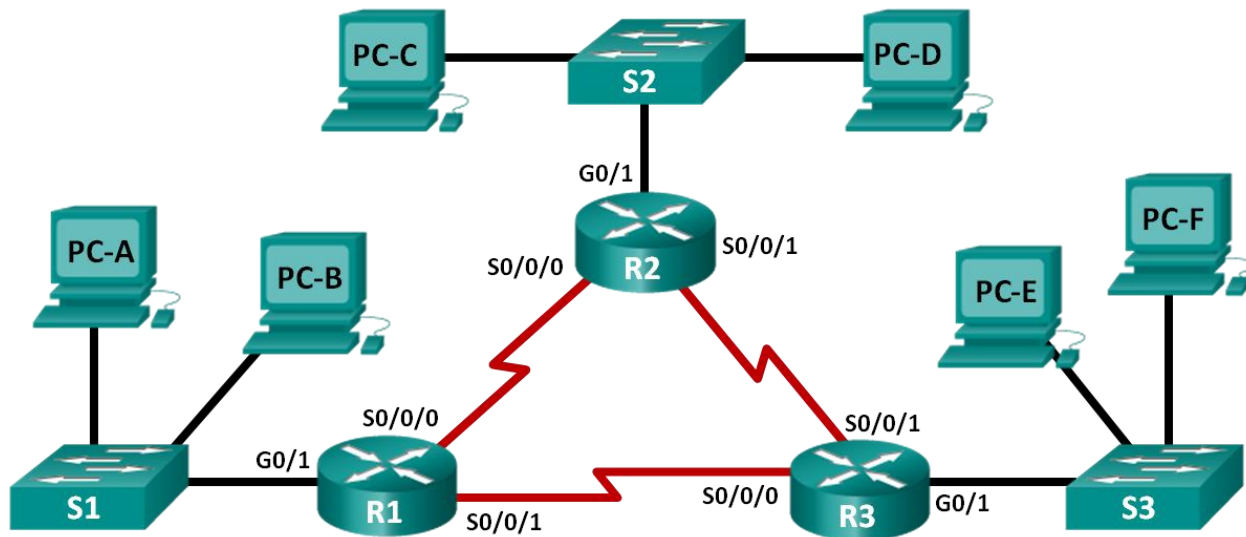 PC-C
S2
PC-D
G0/1
PC-A
PC-B
S0/0/0
R2
S0/0/1
PC-E
PC-F
S0/0/0
S0/0/1
G0/1
S1
R1
S0/0/1
S0/0/0
R3
G0/1
S3